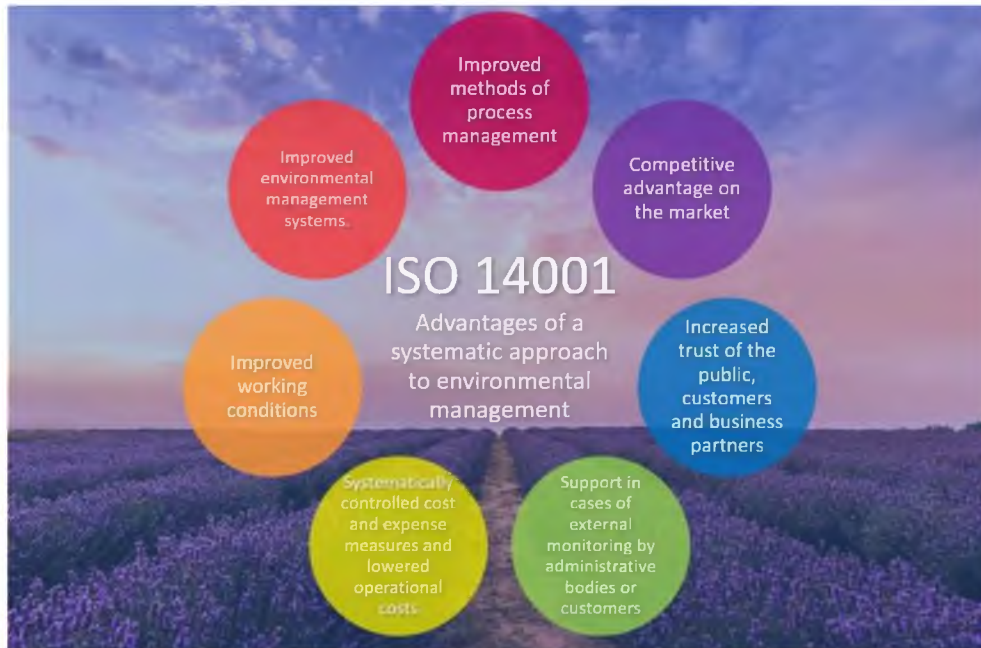 ISO 14001
Advantages of a
systematic approach
to environmental
management
Improved
methods of
process
management
Competitive
advantage on
the market
Increased
trust of the
public,
customers
and business
partners
Support in
cases of
external
monitoring by
administrative
bodies or
customers
Systematically
controlled cost
and expense
measures and
lowered
operational
costs
Improved
working
conditions
Improved
environmental
management
systems.